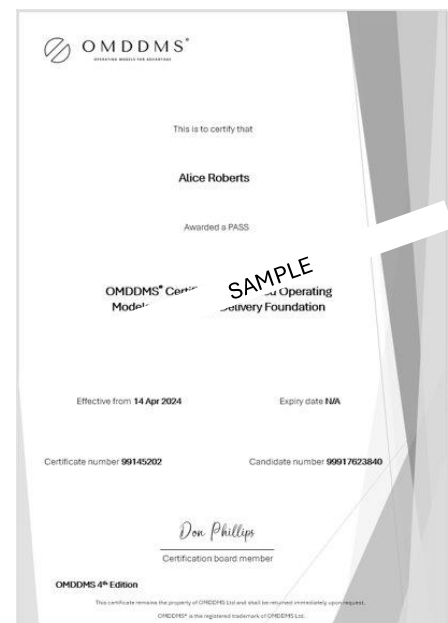 OMDDMS®
OPERATING MODELS FOR ADVANTAGE
This is to certify that
Alice Roberts
Awarded a PASS
SAMPLE
OMDDMS® Operating
Delivery Foundation
Effective from 14 Apr 2024 Expiry date N/A
Certificate number 99145202 Candidate number 99917623840
Don Phillips
Certification board member
OMDDMS 4th Edition
This certificate remains the property of OMDDMS Ltd and shall be returned immediately upon request.
OMDDMS® is the registered trademark of OMDDMS Ltd.